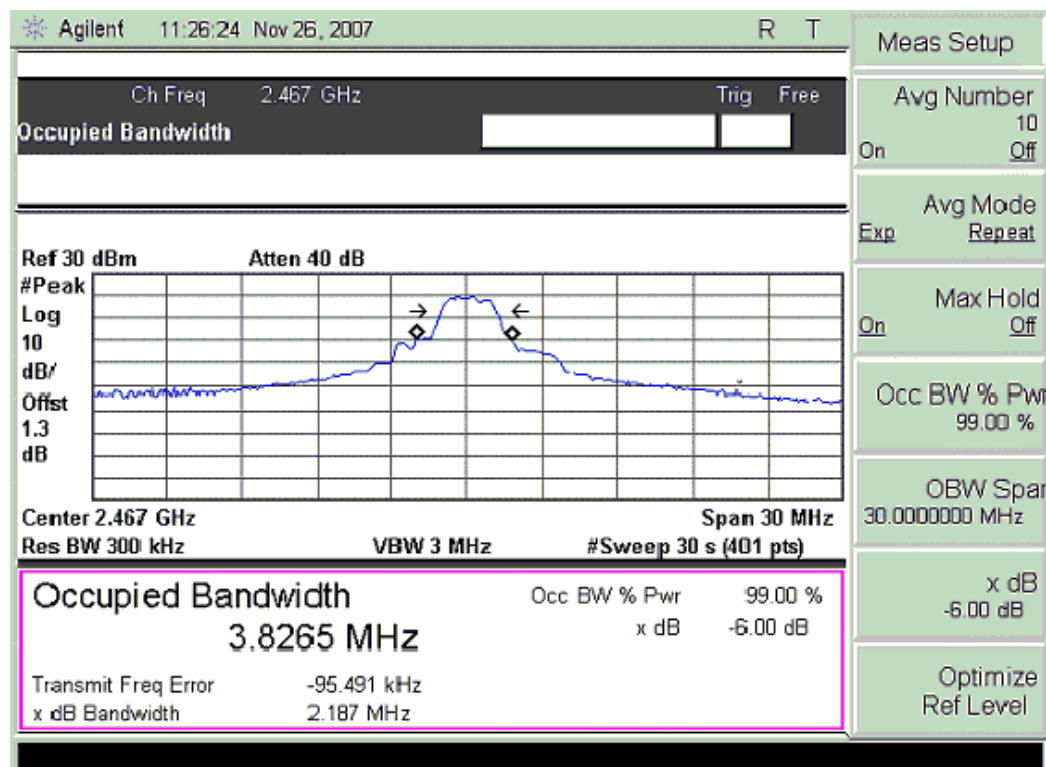 Agilent 11:26:24 Nov 26, 2007 R T
Ch Freq 2.467 GHz Trig Free
Occupied Bandwidth
Ref 30 dBm Atten 40 dB
#Peak
Log
10
dB/
Offst
1.3
dB
Center 2.467 GHz Span 30 MHz
Res BW 300 kHz VBW 3 MHz #Sweep 30 s (401 pts)
Occupied Bandwidth Occ BW % Pwr 99.00 %
3.8265 MHz x dB -6.00 dB
Transmit Freq Error -95.491 kHz
x dB Bandwidth 2.187 MHz
Meas Setup
Avg Number
10
On Off
Avg Mode
Exp Repeat
Max Hold
On Off
Occ BW % Pwr
99.00 %
OBW Span
30.0000000 MHz
x dB
-6.00 dB
Optimize
Ref Level